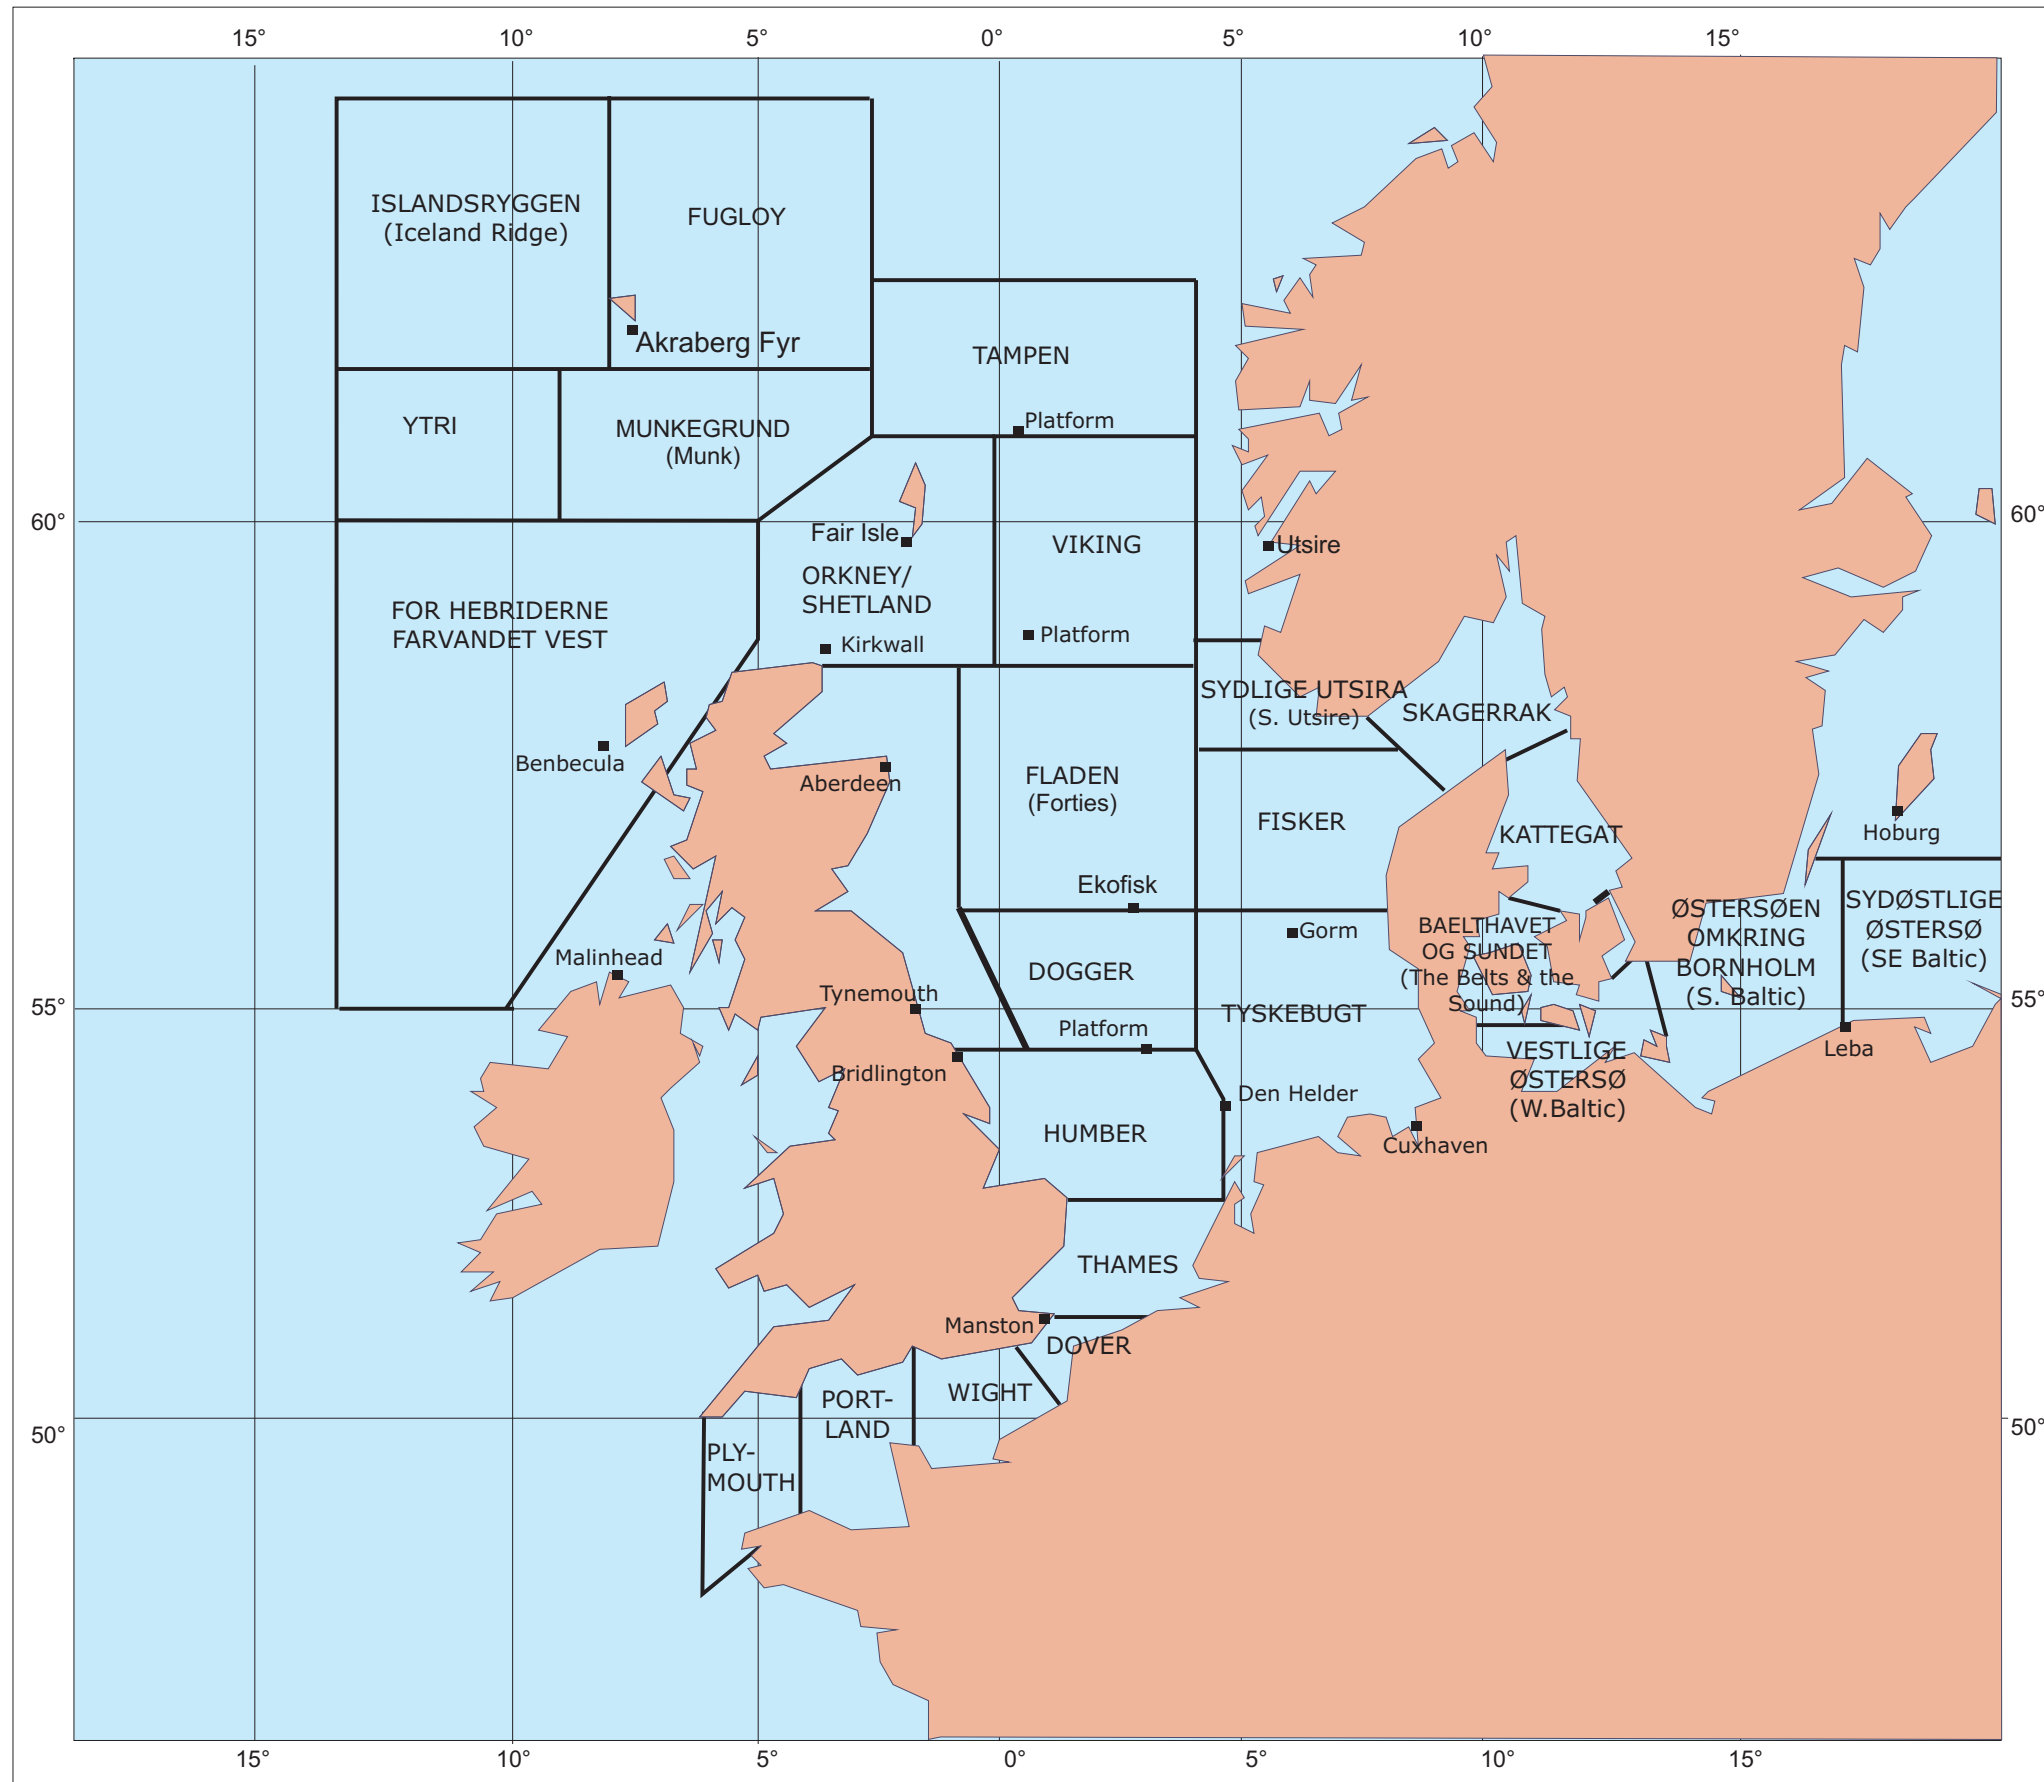 15° 10° 5° 0° 5° 10° 15°
ISLANDSRYGGEN
(Iceland Ridge)
FUGLOY
Akraberg Fyr
TAMPEN
Platform
YTRI
MUNKEGRUND
(Munk)
60°
60°
Fair Isle
VIKING
Utsire
ORKNEY/
SHETLAND
FOR HEBRIDERNE
FARVANDET VEST
Kirkwall
Platform
SYDLIGE UTSIRA
(S. Utsire)
SKAGERRAK
Benbecula
Aberdeen
FLADEN
(Forties)
FISKER
KATTEGAT
Hoburg
Ekofisk
Gorm
BAELTHAVET
OG SUNDET
(The Belts & the
Sound)
ØSTERSØEN
OMKRING
BORNHOLM
(S. Baltic)
SYDØSTLIGE
ØSTERSØ
(SE Baltic)
Malinhead
DOGGER
Tynemouth
55°
55°
TYSKEBUGT
Platform
Bridlington
VESTLIGE
ØSTERSØ
(W.Baltic)
Leba
Den Helder
HUMBER
Cuxhaven
THAMES
Manston
DOVER
WIGHT
PORT-
LAND
50°
50°
PLY-
MOUTH
15° 10° 5° 0° 5° 10° 15°